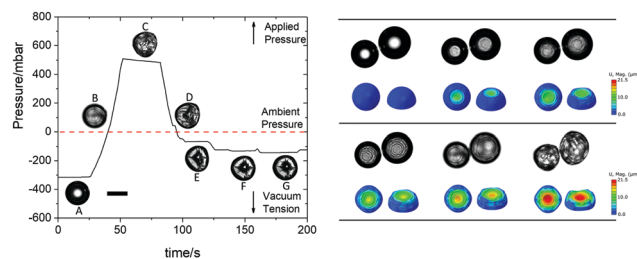 800
600
400
200
0
-200
-400
-600
Pressure/mbar
0
50
100
150
200
time/s
A
B
C
D
E
F
G
Applied
Pressure
Ambient
Pressure
Vacuum
Tension
U, Mag. (μm
21.5
10.0
0.0
U, Mag. (μm
21.5
10.0
0.0